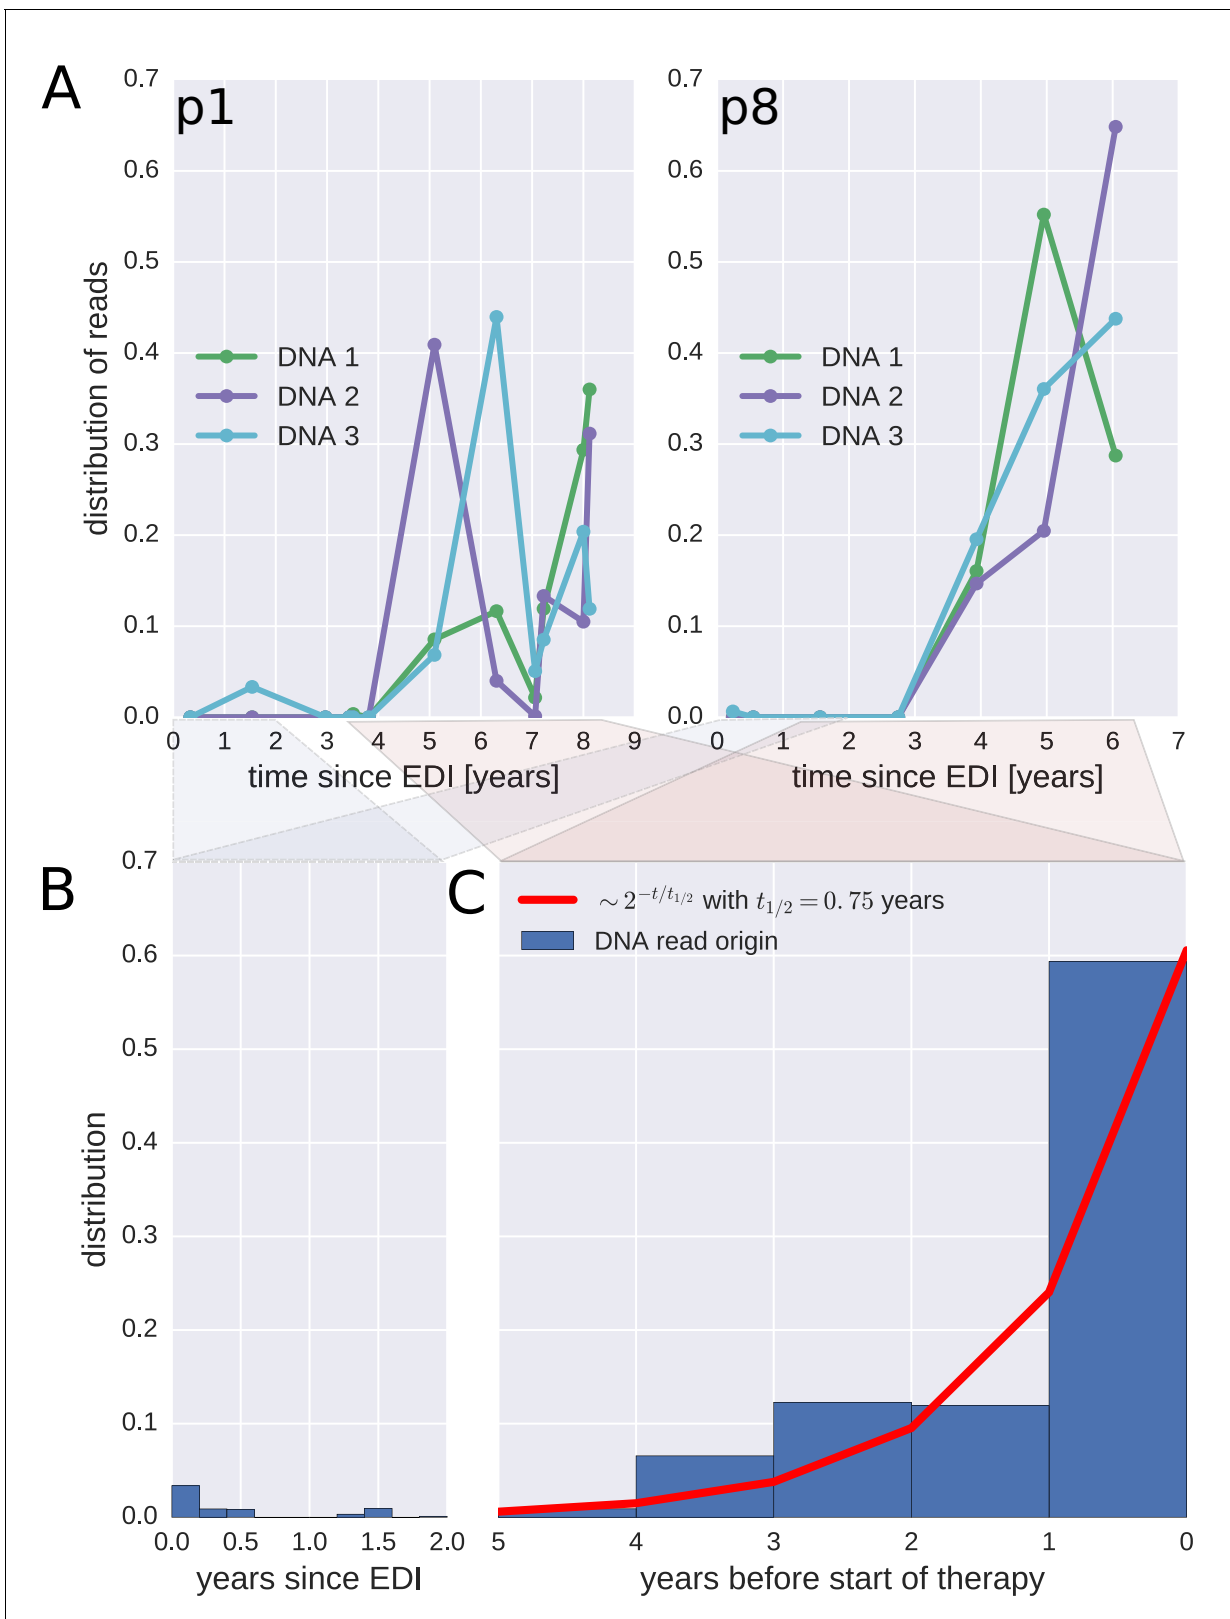 A
p1
p8
0.7
0.6
0.5
0.4
0.3
0.2
0.1
0.0
distribution of reads
DNA 1
DNA 2
DNA 3
0 1 2 3 4 5 6 7 8 9
time since EDI [years]
0.7
0.6
0.5
0.4
0.3
0.2
0.1
0.0
DNA 1
DNA 2
DNA 3
0 1 2 3 4 5 6 7
time since EDI [years]
B
0.7
0.6
0.5
0.4
0.3
0.2
0.1
0.0
distribution
0.0 0.5 1.0 1.5 2.0
years since EDI
C
∼ 2^{−t/t_{1/2}} with t_{1/2} = 0.75 years
DNA read origin
5 4 3 2 1 0
years before start of therapy